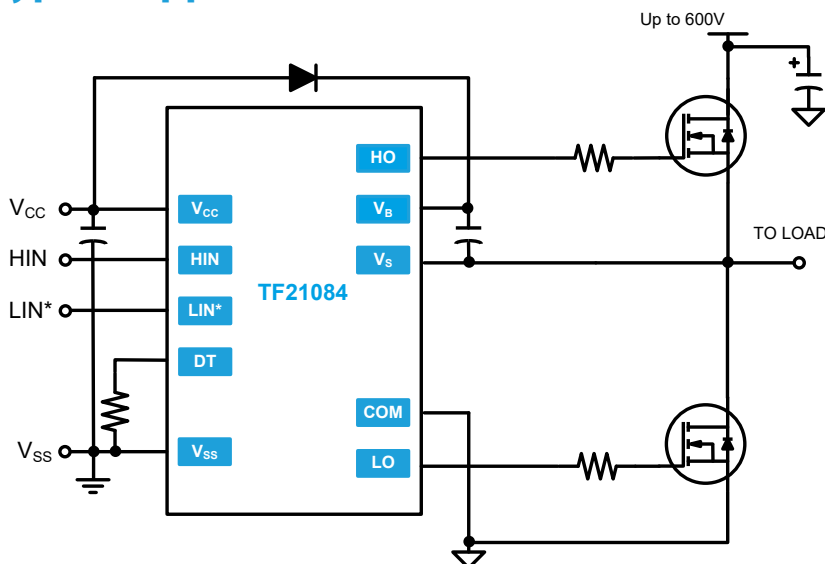 Up to 600V
+
HO
VCC
VCC
VB
TO LOAD
HIN
HIN
VS
TF21084
LIN*
LIN*
DT
COM
VSS
VSS
LO